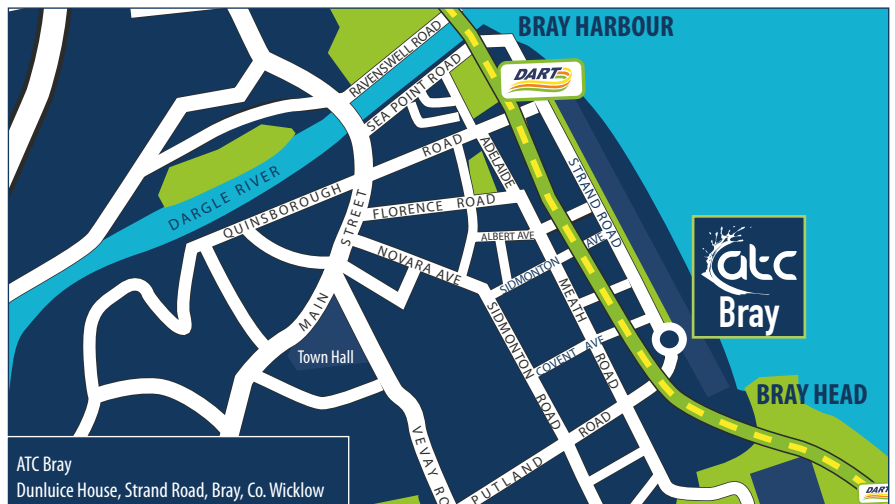 BRAY HARBOUR
RAVENSWELL ROAD
DART
SEA POINT ROAD
ROAD
ADELAIDE
DARGLE RIVER
QUINSBOROUGH
STRAND ROAD
FLORENCE ROAD
STREET
ALBERT AVE
NOVARA AVE
SIDMONTON AVE
atc
Bray
MEATH
MAIN
SIDMONTON
COVENT AVE
Town Hall
ROAD
BRAY HEAD
ROAD
ROAD
VEVAY RO
PUTLAND
ATC Bray
Dunluice House, Strand Road, Bray, Co. Wicklow
DART